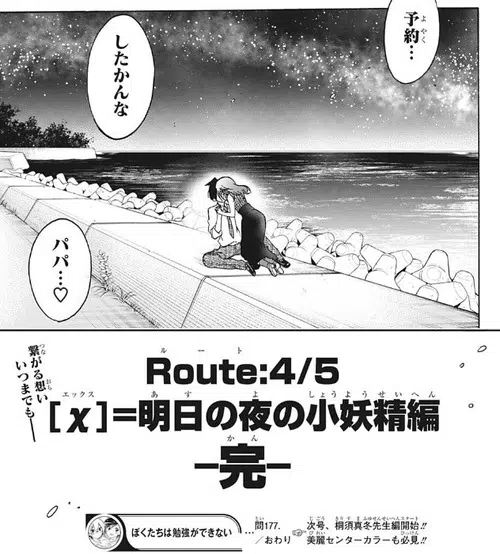 予約…
したかんな
パパ…♡
繋がる想い
いつまでも——
Route:4/5
[χ]=明日の夜の小妖精編
–完–
ぼくたちは勉強ができない
…問177.／おわり
☞次号、桐須真冬先生編開始!!
美麗センターカラーも必見!!